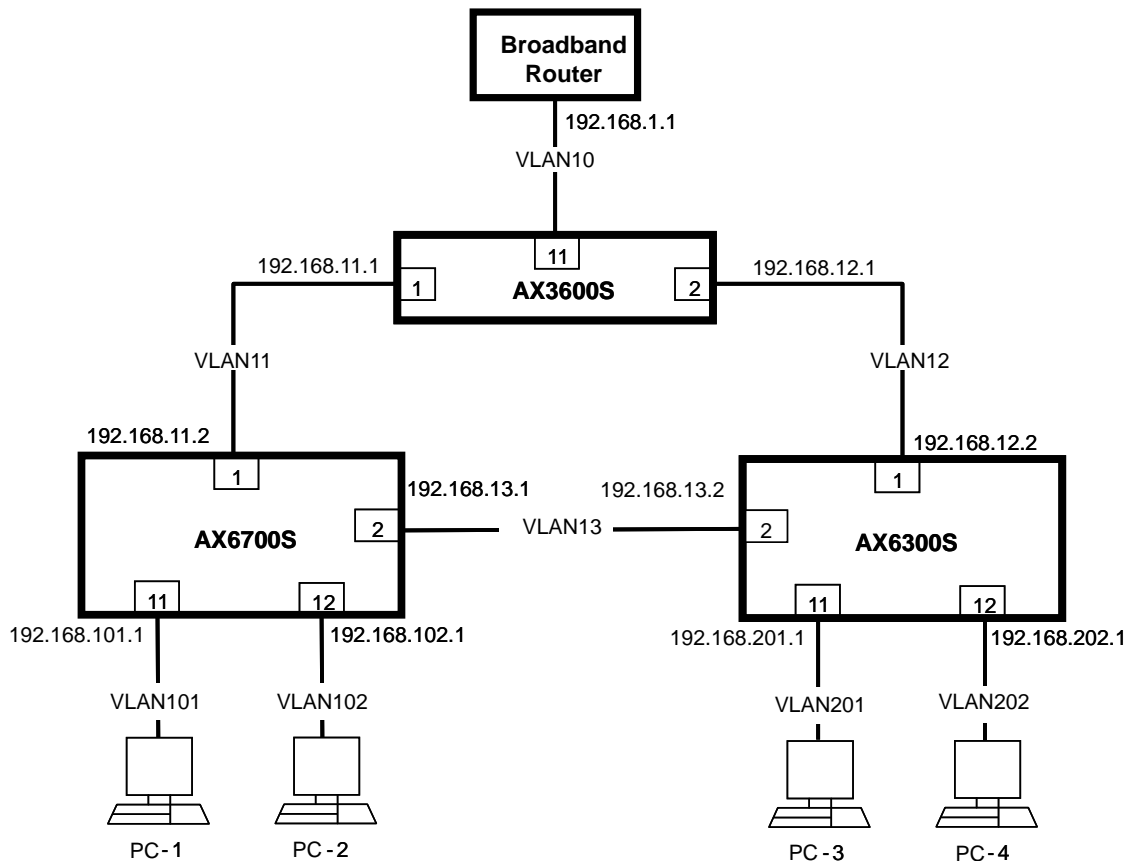 Broadband
Router
192.168.1.1
VLAN10
192.168.11.1
11
192.168.12.1
1
AX3600S
2
VLAN11
VLAN12
192.168.11.2
192.168.12.2
1
1
192.168.13.1
192.168.13.2
2
VLAN13
2
AX6700S
AX6300S
11
12
11
12
192.168.101.1
192.168.102.1
192.168.201.1
192.168.202.1
VLAN101
VLAN102
VLAN201
VLAN202
PC-1
PC-2
PC-3
PC-4